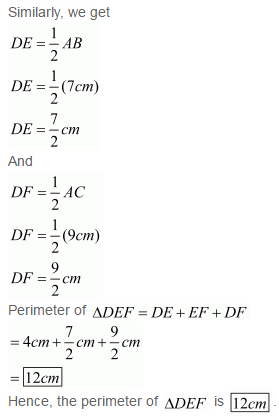 Similarly, we get
DE = 1/2 AB
DE = 1/2 (7cm)
DE = 7/2 cm
And
DF = 1/2 AC
DF = 1/2 (9cm)
DF = 9/2 cm
Perimeter of ΔDEF = DE + EF + DF
= 4cm + 7/2 cm + 9/2 cm
= 12cm
Hence, the perimeter of ΔDEF is 12cm.